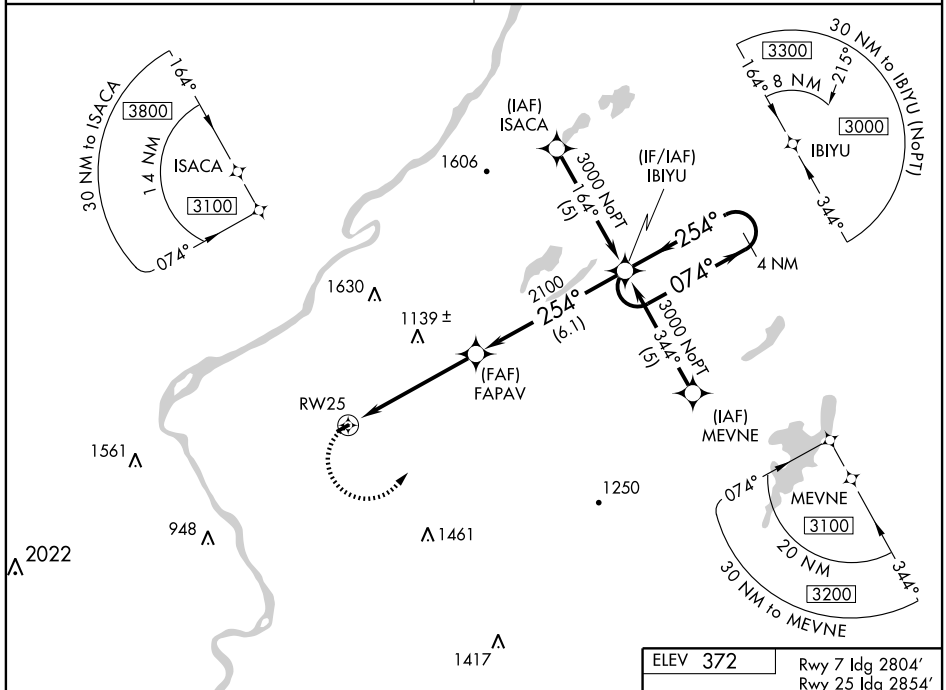 30 NM to ISACA
164°
3800
14 NM
ISACA
3100
074°
(IAF)
ISACA
1606
3000 NoPT
164°
(5)
(IF/IAF)
IBIYU
30 NM to IBIYU (NoPT)
3300
164°
8 NM
215°
3000
IBIYU
344°
254°
074°
4 NM
2100
254°
(6.1)
1630
1139 ±
3000 NoPT
344°
(5)
(FAF)
FAPAV
RW25
(IAF)
MEVNE
1561
1250
948
1461
2022
074°
MEVNE
3100
20 NM
344°
3200
30 NM to MEVNE
1417
ELEV 372
Rwy 7 ldg 2804'
Rwy 25 ldg 2854'